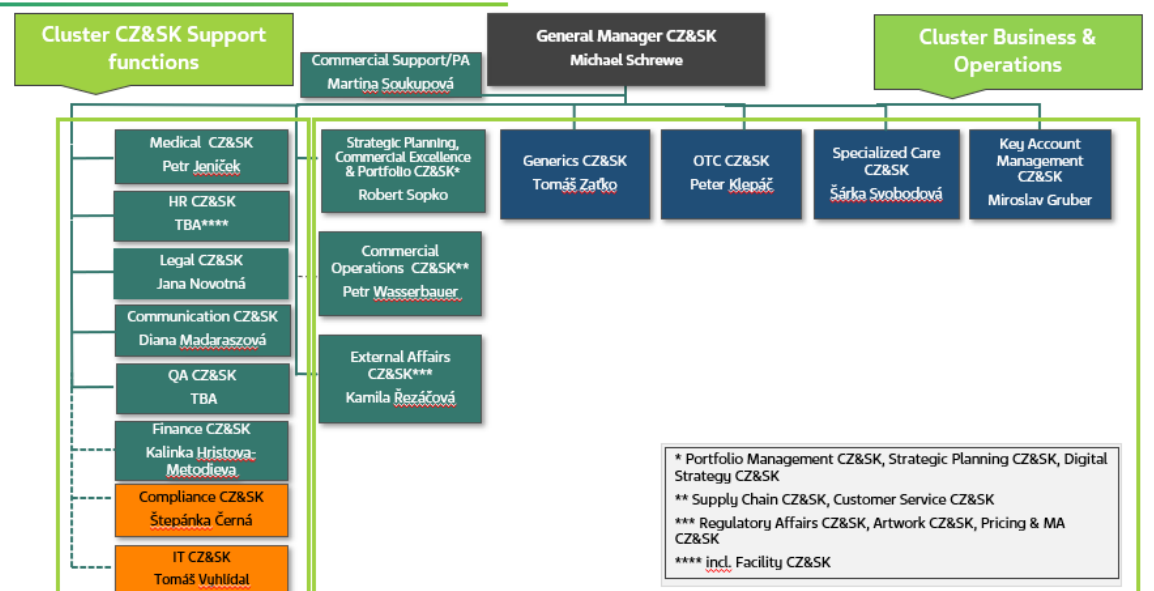 Cluster CZ&SK Support
functions
General Manager CZ&SK
Michael Schrewe
Cluster Business &
Operations
Commercial Support/PA
Martina Soukupová
Medical CZ&SK
Petr Jeníček
HR CZ&SK
TBA****
Legal CZ&SK
Jana Novotná
Communication CZ&SK
Diana Madaraszová
QA CZ&SK
TBA
Finance CZ&SK
Kalinka Hristova-
Metodieva
Compliance CZ&SK
Štepánka Černá
IT CZ&SK
Tomáš Vyhlídal
Strategic Planning,
Commercial Excellence
& Portfolio CZ&SK*
Robert Sopko
Commercial
Operations CZ&SK**
Petr Wasserbauer
External Affairs
CZ&SK***
Kamila Řezáčová
Generics CZ&SK
Tomáš Zaťko
OTC CZ&SK
Peter Klepáč
Specialized Care
CZ&SK
Šárka Svobodová
Key Account
Management
CZ&SK
Miroslav Gruber
* Portfolio Management CZ&SK, Strategic Planning CZ&SK, Digital
Strategy CZ&SK
** Supply Chain CZ&SK, Customer Service CZ&SK
*** Regulatory Affairs CZ&SK, Artwork CZ&SK, Pricing & MA
CZ&SK
**** incl. Facility CZ&SK